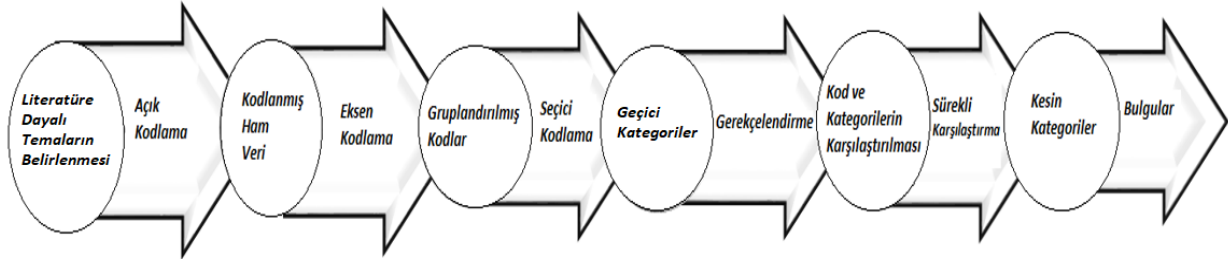 Literatüre
Dayalı
Temaların
Belirlenmesi
Açık
Kodlama
Kodlanmış
Ham
Veri
Eksen
Kodlama
Gruplandırılmış
Kodlar
Seçici
Kodlama
Geçici
Kategoriler
Gerekçelendirme
Kod ve
Kategorilerin
Karşılaştırılması
Sürekli
Karşılaştırma
Kesin
Kategoriler
Bulgular